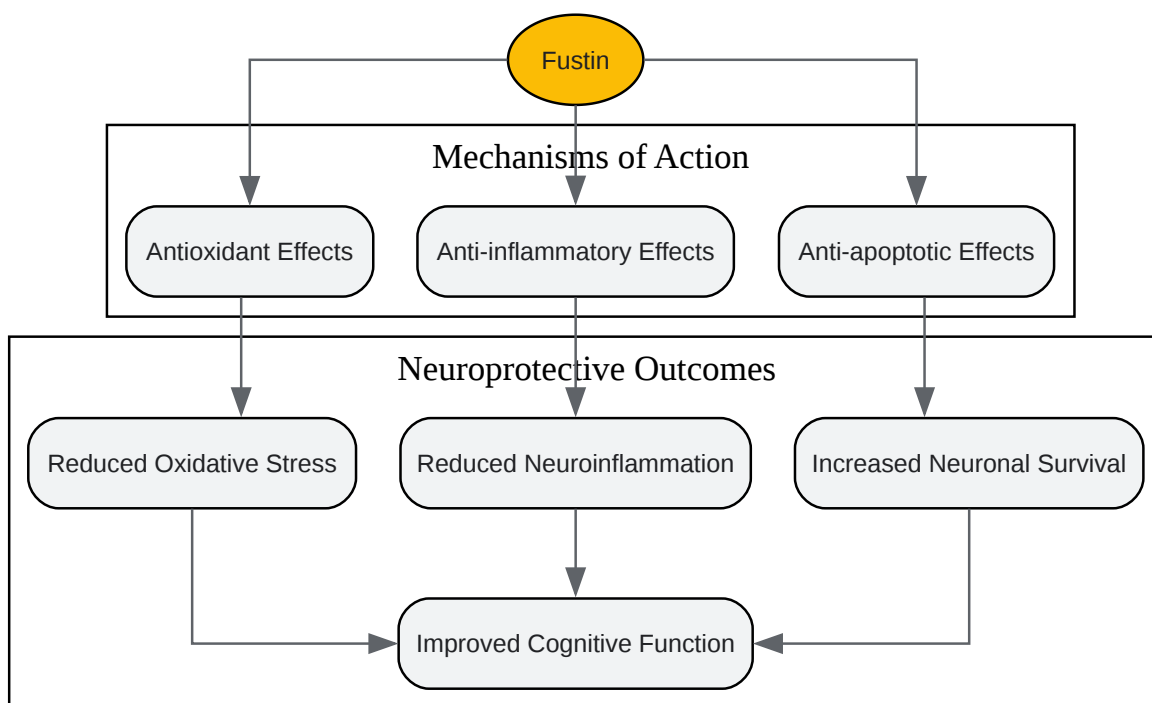 Fustin
Mechanisms of Action
Antioxidant Effects
Anti-inflammatory Effects
Anti-apoptotic Effects
Neuroprotective Outcomes
Reduced Oxidative Stress
Reduced Neuroinflammation
Increased Neuronal Survival
Improved Cognitive Function